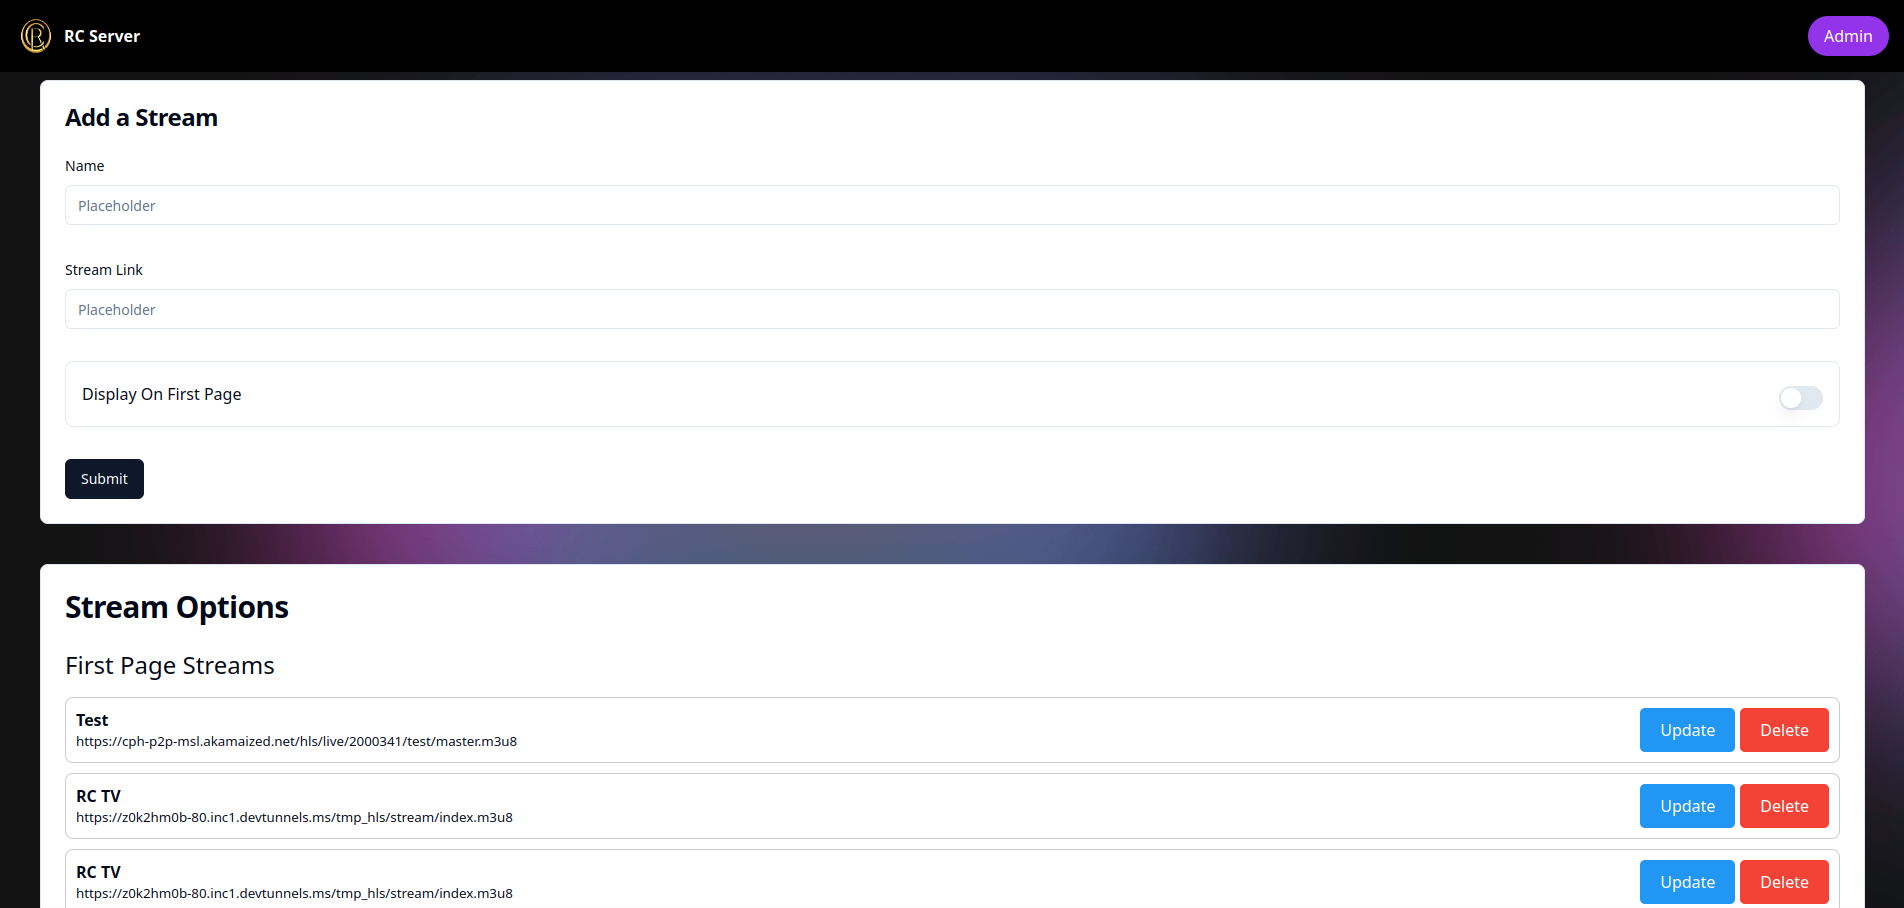 RC Server
Admin
Add a Stream
Name
Placeholder
Stream Link
Placeholder
Display On First Page
Submit
Stream Options
First Page Streams
Test
https://cph-p2p-msl.akamaized.net/hls/live/2000341/test/master.m3u8
Update Delete
RC TV
https://z0k2hm0b-80.inc1.devtunnels.ms/tmp_hls/stream/index.m3u8
Update Delete
RC TV
https://z0k2hm0b-80.inc1.devtunnels.ms/tmp_hls/stream/index.m3u8
Update Delete